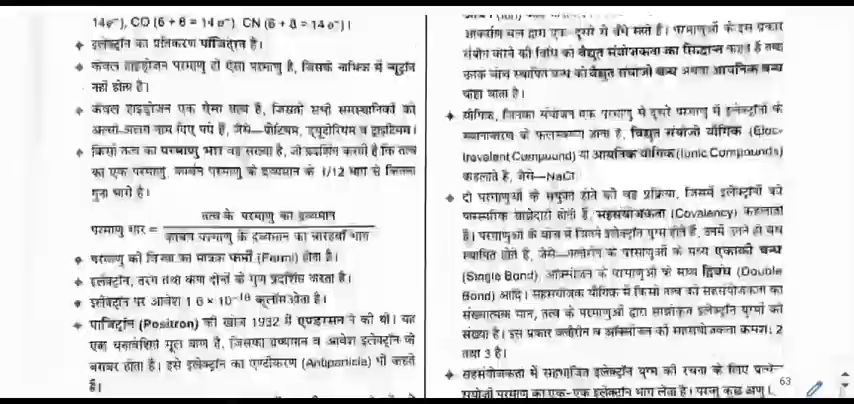 14e⁻), CO (6 + 8 = 14 e⁻) CN (6 + 8 = 14 e⁻)।
इलेक्ट्रॉन का प्रतिकण पॉजिट्रॉन है।
केवल हाइड्रोजन परमाणु ही ऐसा परमाणु है, जिसके नाभिक में न्यूट्रॉन
नहीं होता है।
केवल हाइड्रोजन एक ऐसा तत्व है, जिसके सभी समस्थानिकों को
अलग-अलग नाम दिए गए हैं, जैसे—प्रोटियम, ड्यूटीरियम व ट्राइटियम।
किसी तत्व का परमाणु भार वह संख्या है, जो प्रदर्शित करती है कि तत्व
का एक परमाणु, कार्बन परमाणु के द्रव्यमान के 1/12 भाग से कितना
गुना भारी है।
तत्व के परमाणु का द्रव्यमान
परमाणु भार =
कार्बन परमाणु के द्रव्यमान का बारहवाँ भाग
परमाणु की त्रिज्या का मात्रक फर्मी (Fermi) होता है।
इलेक्ट्रॉन, तरंग तथा कण दोनों के गुण प्रदर्शित करता है।
इलेक्ट्रॉन पर आवेश 1 6 × 10⁻¹⁹ कूलॉम होता है।
पाजिट्रॉन (Positron) की खोज 1932 में एण्डरसन ने की थी। यह
एक धनावेशित मूल कण है, जिसका द्रव्यमान व आवेश इलेक्ट्रॉन के
बराबर होता है। इसे इलेक्ट्रॉन का एण्टीकण (Antiparticle) भी कहते
हैं।
आकर्षण बल द्वारा एक-दूसरे से बँधे रहते हैं। परमाणुओं के इस प्रकार
संयोग करने की विधि को वैद्युत संयोजकता का सिद्धान्त कहते हैं तथा
उनके बीच स्थापित बन्ध को वैद्युत संयोजी बन्ध अथवा आयनिक बन्ध
कहा जाता है।
यौगिक, जिनका संयोजन एक परमाणु से दूसरे परमाणु में इलेक्ट्रॉनों के
स्थानान्तरण के फलस्वरूप होता है, विद्युत संयोजी यौगिक (Elec-
trovalent Compound) या आयनिक यौगिक (Ionic Compounds)
कहलाते हैं, जैसे—NaCl
दो परमाणुओं के संयुक्त होने की वह प्रक्रिया, जिसमें इलेक्ट्रॉनों की
पारस्परिक साझेदारी होती है, सहसंयोजकता (Covalency) कहलाती
है। परमाणुओं के बीच में जितने इलेक्ट्रॉन युग्म होते हैं, उनमें उतने ही बंध
स्थापित होते हैं, जैसे—क्लोरीन के परमाणुओं के मध्य एकाकी बन्ध
(Single Bond), ऑक्सीजन के परमाणुओं के मध्य द्विबंध (Double
Bond) आदि। सहसंयोजक यौगिक में किसी तत्व की सहसंयोजकता का
संख्यात्मक मान, तत्व के परमाणुओं द्वारा साझाकृत इलेक्ट्रॉन युग्मों की
संख्या है। इस प्रकार क्लोरीन व ऑक्सीजन की सहसंयोजकता क्रमशः 2
तथा 3 है।
सहसंयोजकता में सहभाजित इलेक्ट्रॉन युग्म की रचना के लिए प्रत्येक
संयोजी परमाणु का एक-एक इलेक्ट्रॉन भाग लेता है। परन्तु कुछ अणु
63